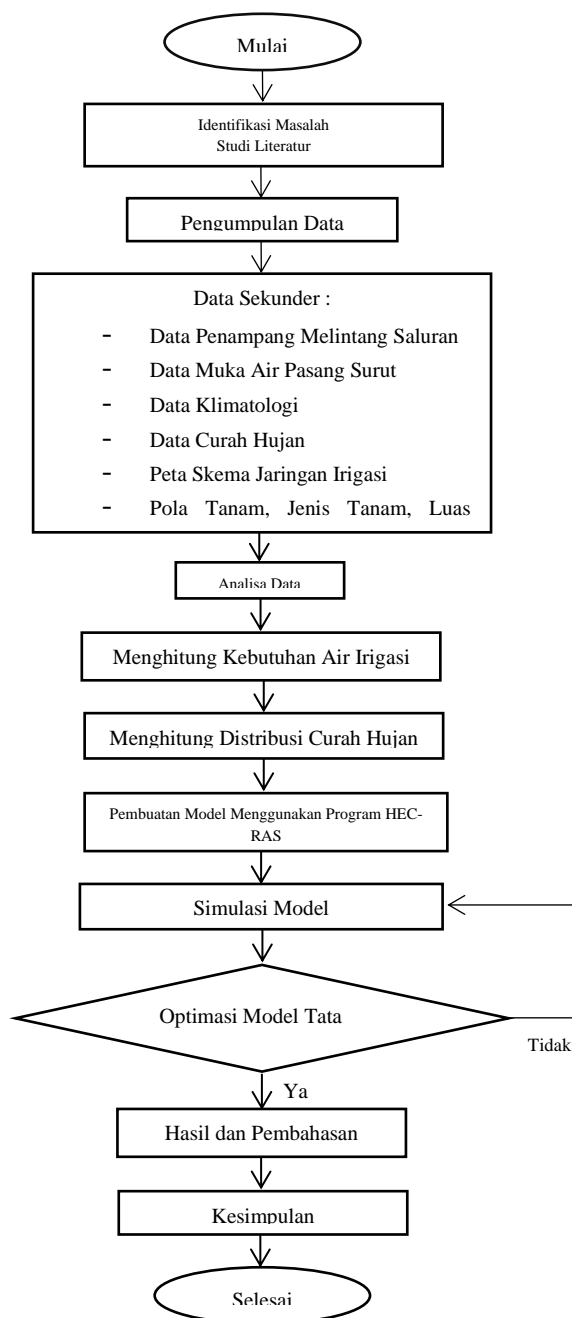 Mulai
Identifikasi Masalah
Studi Literatur
Pengumpulan Data
Data Sekunder :
- Data Penampang Melintang Saluran
- Data Muka Air Pasang Surut
- Data Klimatologi
- Data Curah Hujan
- Peta Skema Jaringan Irigasi
- Pola Tanam, Jenis Tanam, Luas
Analisa Data
Menghitung Kebutuhan Air Irigasi
Menghitung Distribusi Curah Hujan
Pembuatan Model Menggunakan Program HEC-
RAS
Simulasi Model
Optimasi Model Tata
Tidak
Ya
Hasil dan Pembahasan
Kesimpulan
Selesai